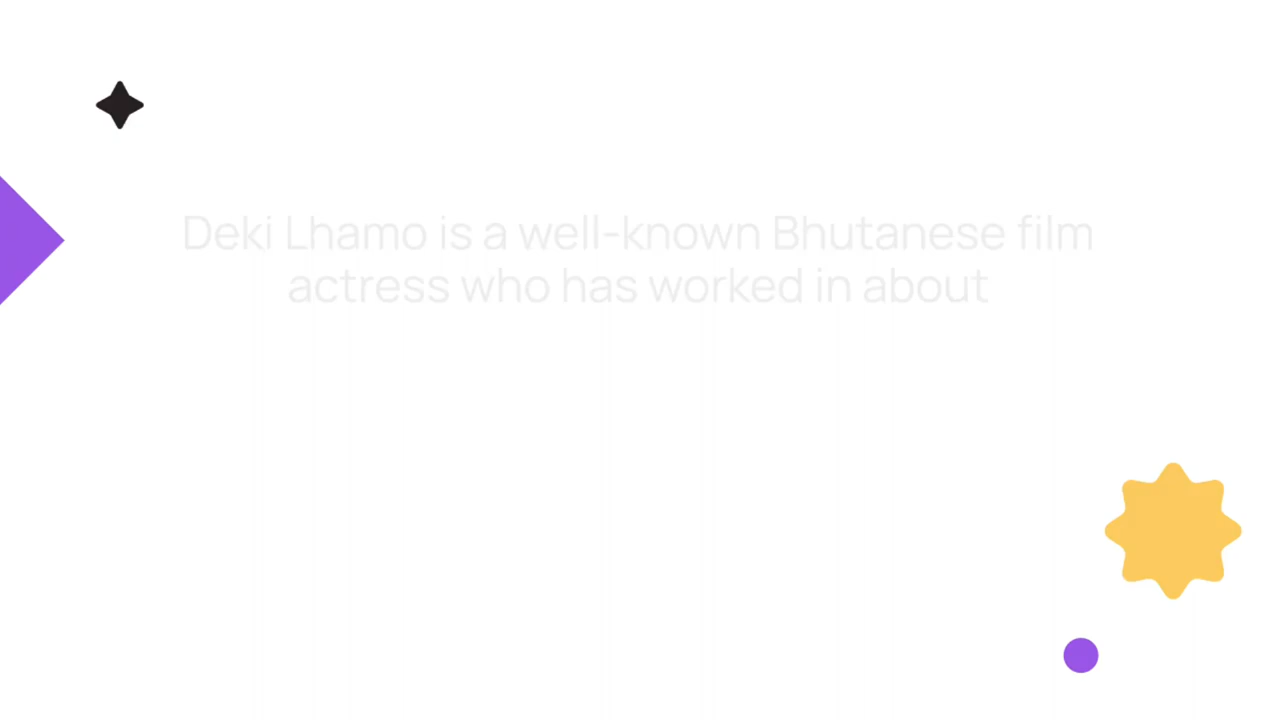 Deki Lhamo is a well-known Bhutanese film
actress who has worked in about